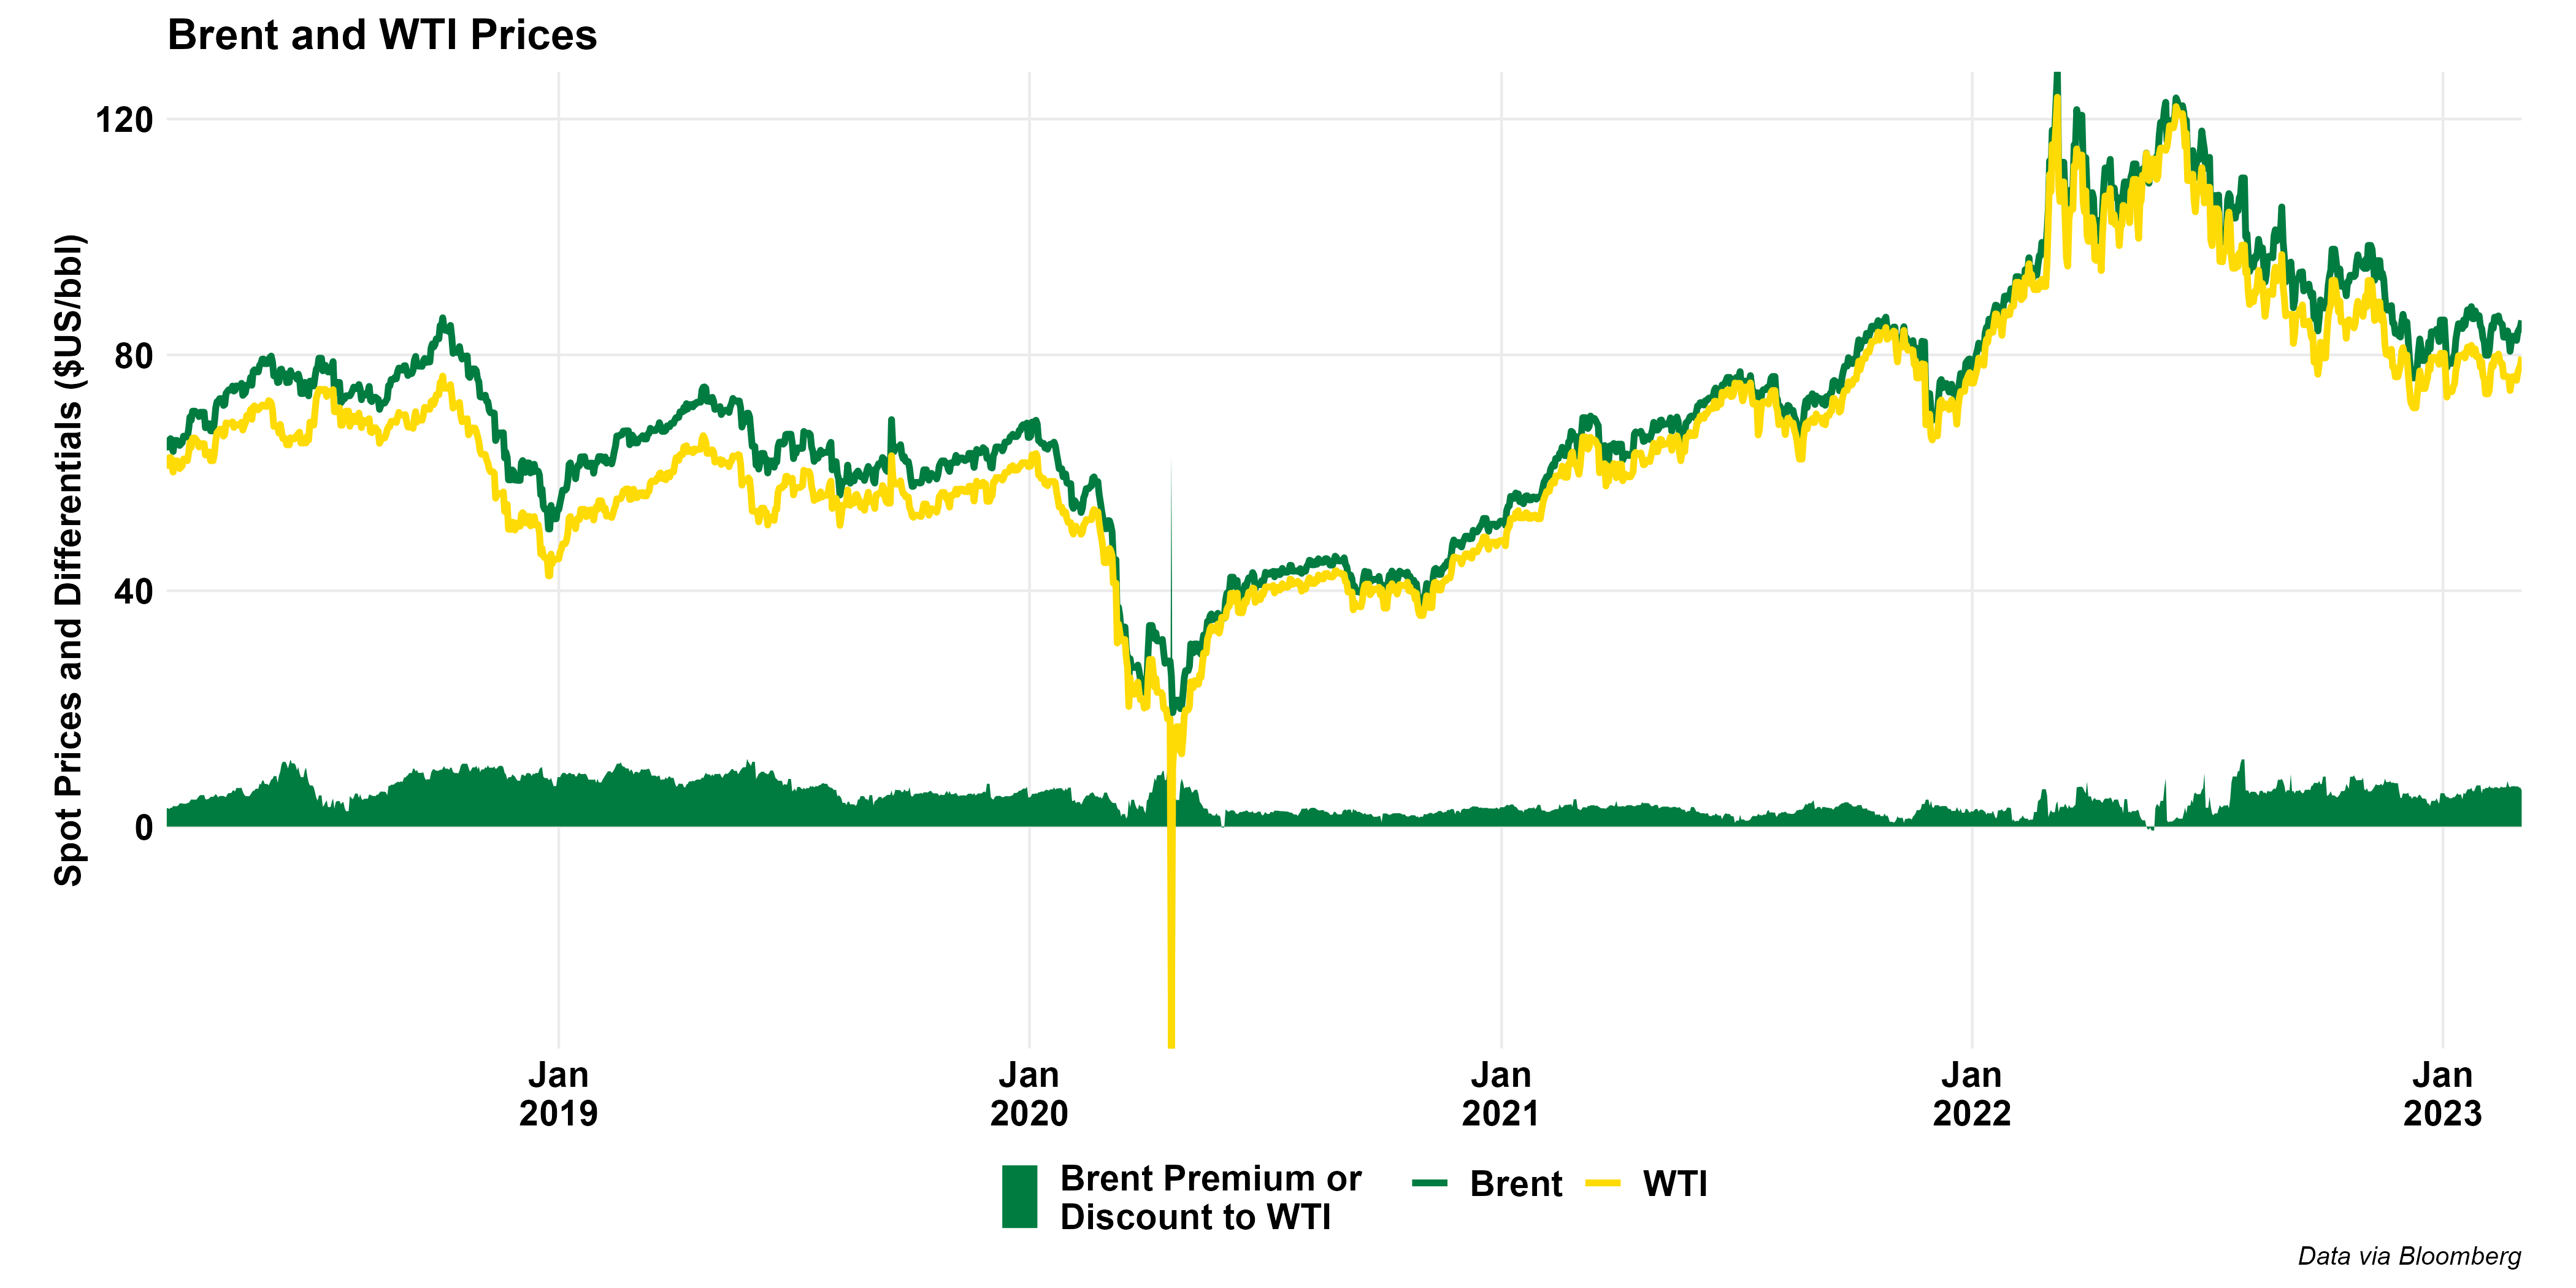 Brent and WTI Prices
Spot Prices and Differentials ($US/bbl)
120
80
40
0
Jan
2019
Jan
2020
Jan
2021
Jan
2022
Jan
2023
Brent Premium or
Discount to WTI
Brent
WTI
Data via Bloomberg